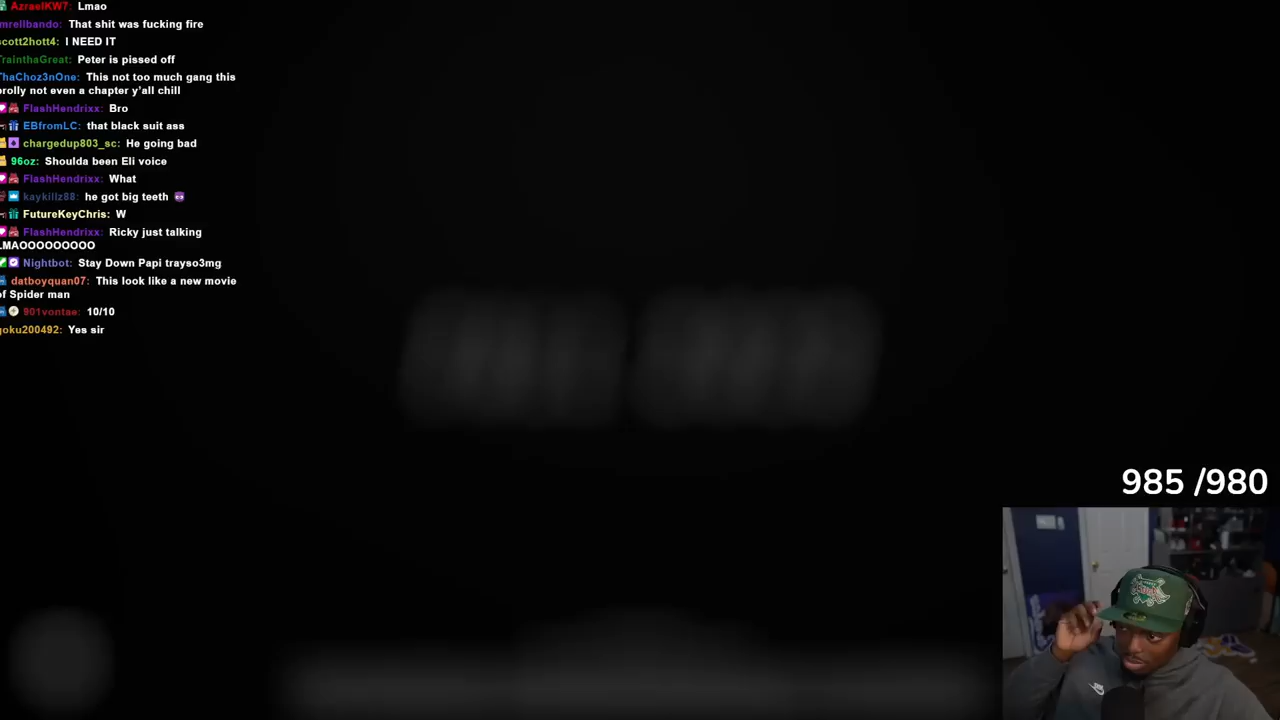 AzraelKW7: Lmao
mrellbando: That shit was fucking fire
scott2hott4: I NEED IT
TrainthaGreat: Peter is pissed off
ThaChoz3nOne: This not too much gang this
prolly not even a chapter y'all chill
FlashHendrixx: Bro
EBfromLC: that black suit ass
chargedup803_sc: He going bad
96oz: Shoulda been Eli voice
FlashHendrixx: What
kaykillz88: he got big teeth
FutureKeyChris: W
FlashHendrixx: Ricky just talking
LMAOOOOOOOOO
Nightbot: Stay Down Papi trayso3mg
datboyquan07: This look like a new movie
of Spider man
901vontae: 10/10
goku200492: Yes sir
985 /980